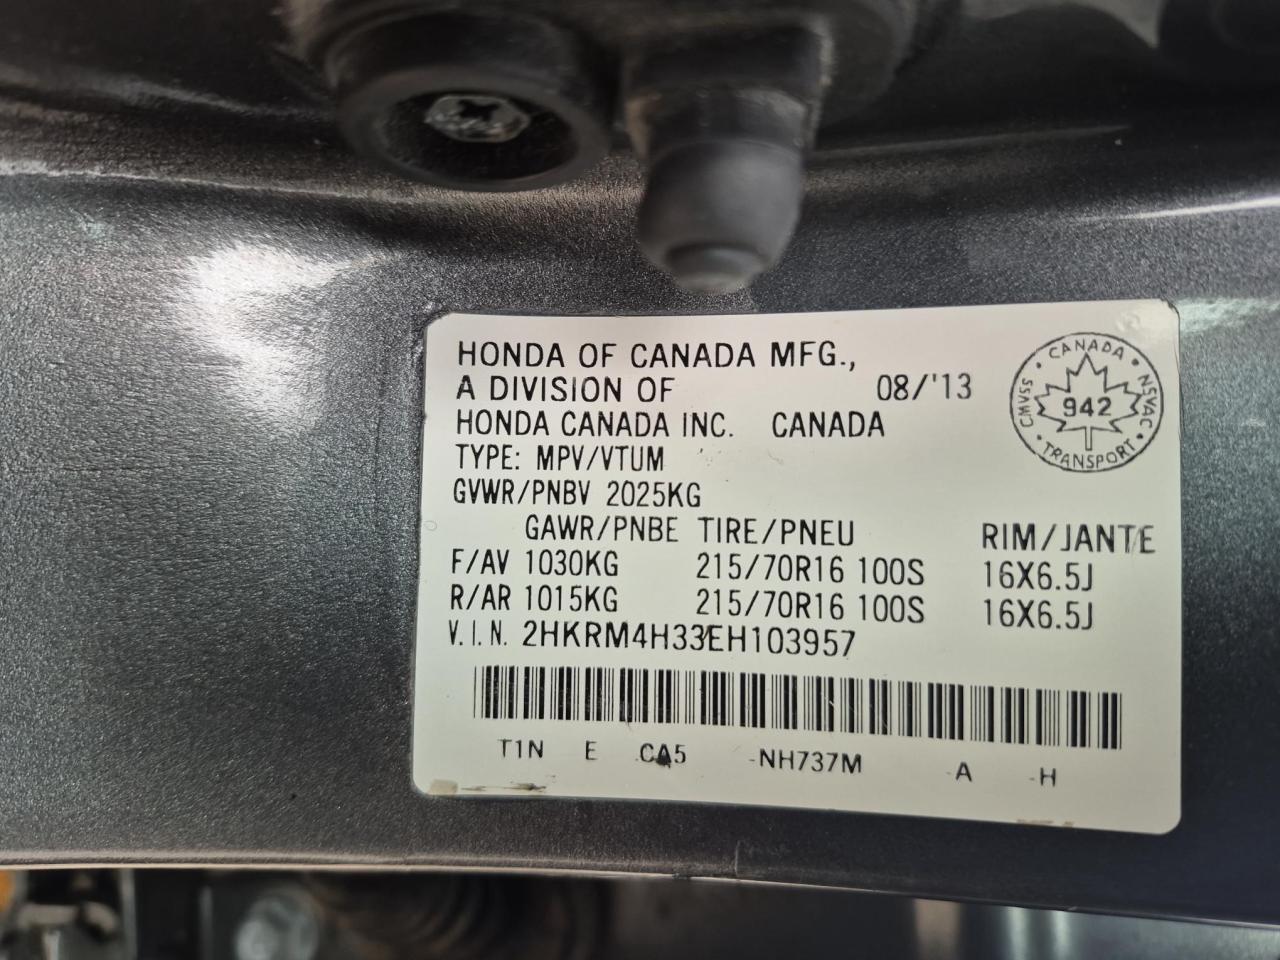 HONDA OF CANADA MFG.,
A DIVISION OF 08/'13
HONDA CANADA INC. CANADA
TYPE: MPV/VTUM
GVWR/PNBV 2025KG
GAWR/PNBE TIRE/PNEU RIM/JANTE
F/AV 1030KG 215/70R16 100S 16X6.5J
R/AR 1015KG 215/70R16 100S 16X6.5J
V.I.N. 2HKRM4H33EH103957
T1N E CA5 -NH737M -A -H
CANADA
CMVSS 942 NSVAC
TRANSPORT